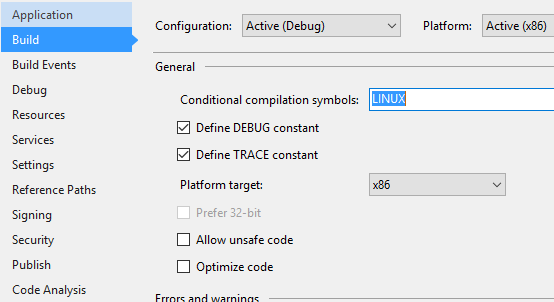 Application
Build
Build Events
Debug
Resources
Services
Settings
Reference Paths
Signing
Security
Publish
Code Analysis
Configuration: Active (Debug) Platform: Active (x86)
General
Conditional compilation symbols: LINUX
Define DEBUG constant
Define TRACE constant
Platform target: x86
Prefer 32-bit
Allow unsafe code
Optimize code
Errors and warnings